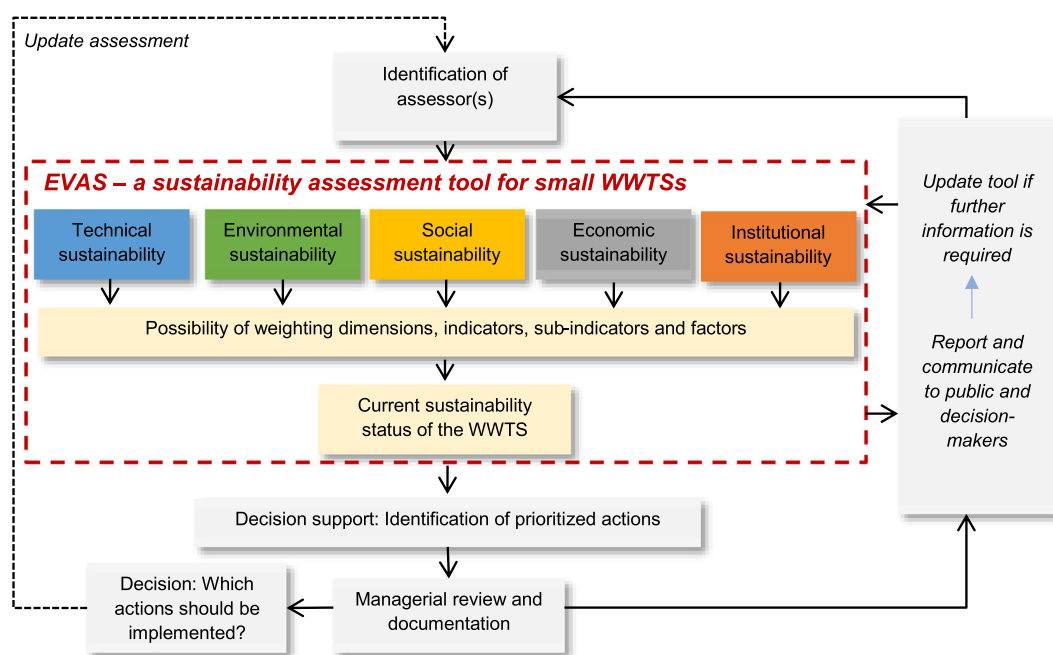 Update assessment
Identification of
assessor(s)
EVAS – a sustainability assessment tool for small WWTSs
Technical
sustainability
Environmental
sustainability
Social
sustainability
Economic
sustainability
Institutional
sustainability
Possibility of weighting dimensions, indicators, sub-indicators and factors
Current sustainability
status of the WWTS
Update tool if
further
information is
required
Report and
communicate
to public and
decision-
makers
Decision support: Identification of prioritized actions
Decision: Which
actions should be
implemented?
Managerial review and
documentation